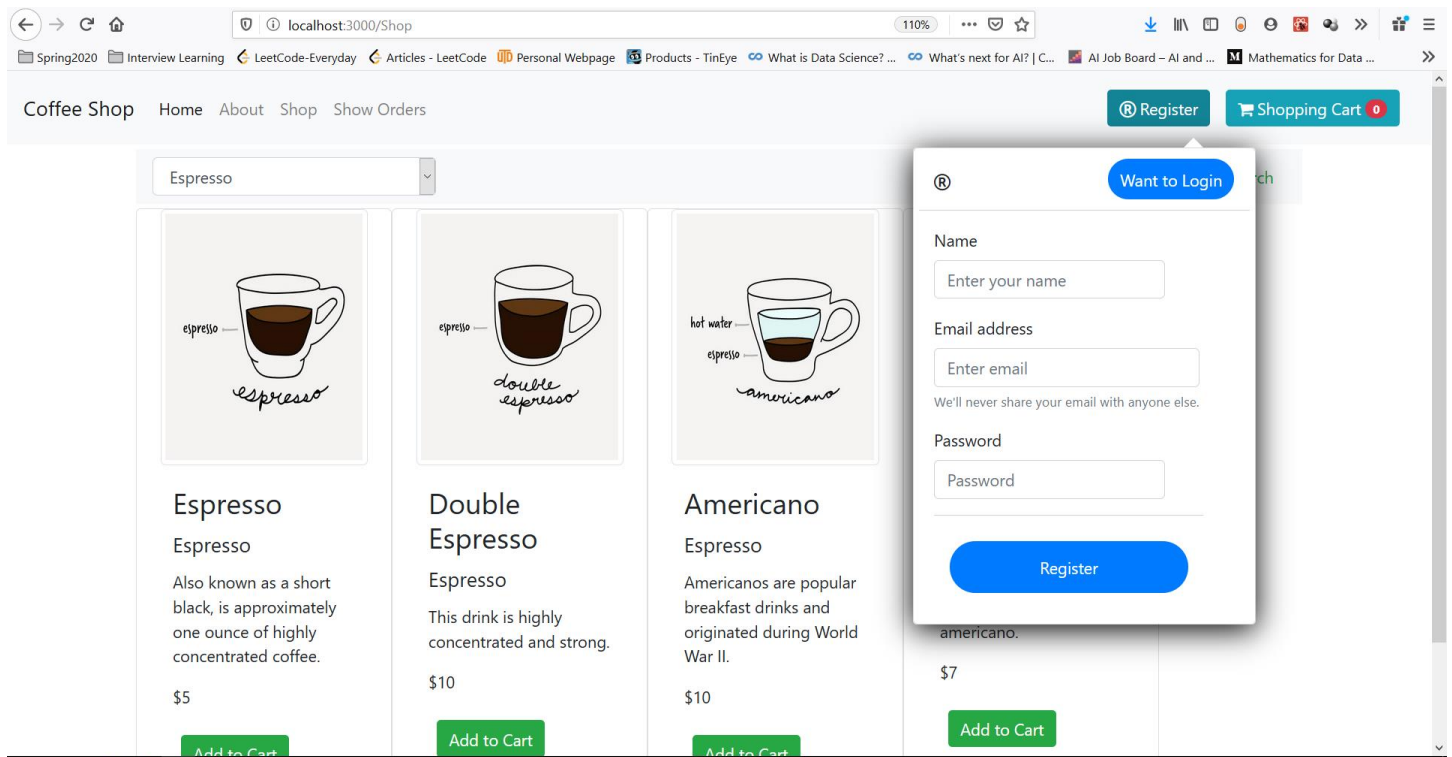 localhost:3000/Shop
110%
Spring2020
Interview Learning
LeetCode-Everyday
Articles - LeetCode
UTD Personal Webpage
Products - TinEye
What is Data Science? ...
What's next for AI? | C...
AI Job Board – AI and ...
M Mathematics for Data ...
Coffee Shop Home About Shop Show Orders
® Register
Shopping Cart 0
Espresso
rch
®
Want to Login
Name
Enter your name
Email address
Enter email
We'll never share your email with anyone else.
Password
Password
Register
espresso
espresso
espresso
double
espresso
hot water
espresso
americano
Espresso
Espresso
Also known as a short
black, is approximately
one ounce of highly
concentrated coffee.
$5
Add to Cart
Double
Espresso
Espresso
This drink is highly
concentrated and strong.
$10
Add to Cart
Americano
Espresso
Americanos are popular
breakfast drinks and
originated during World
War II.
$10
Add to Cart
americano.
$7
Add to Cart